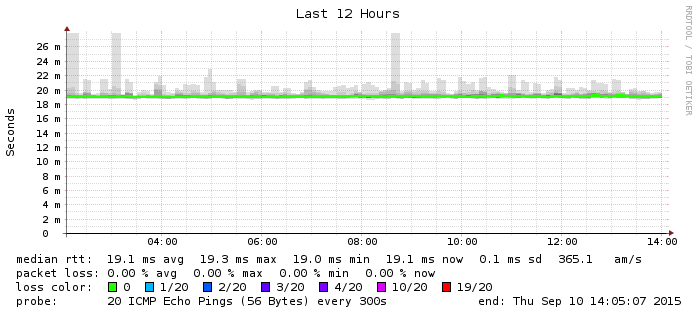 Last 12 Hours
RRDTOOL / TOBI OETIKER
Seconds
26 m
24 m
22 m
20 m
18 m
16 m
14 m
12 m
10 m
8 m
6 m
4 m
2 m
0
04:00 06:00 08:00 10:00 12:00 14:00
median rtt: 19.1 ms avg 19.3 ms max 19.0 ms min 19.1 ms now 0.1 ms sd 365.1 am/s
packet loss: 0.00 % avg 0.00 % max 0.00 % min 0.00 % now
loss color: 0 1/20 2/20 3/20 4/20 10/20 19/20
probe: 20 ICMP Echo Pings (56 Bytes) every 300s end: Thu Sep 10 14:05:07 2015